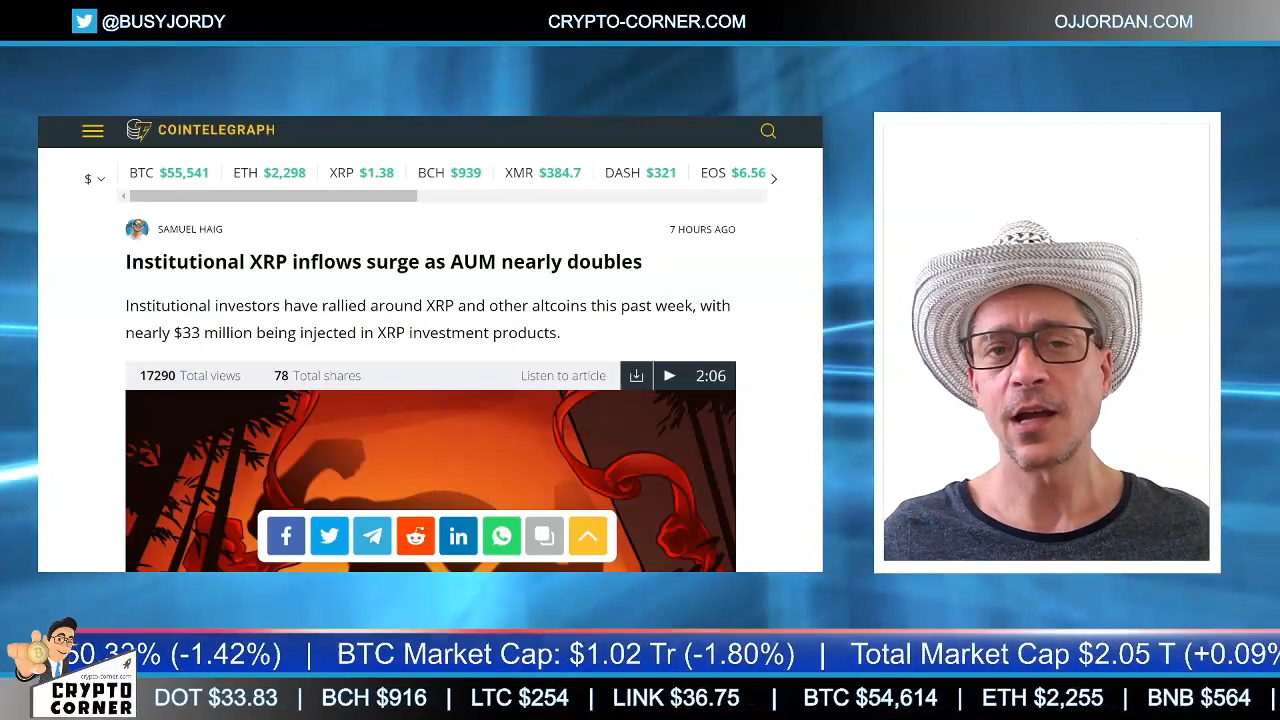 @BUSYJORDY
CRYPTO-CORNER.COM
OJJORDAN.COM
COINTELEGRAPH
$ BTC $55,541 ETH $2,298 XRP $1.38 BCH $939 XMR $384.7 DASH $321 EOS $6.56
SAMUEL HAIG 7 HOURS AGO
Institutional XRP inflows surge as AUM nearly doubles
Institutional investors have rallied around XRP and other altcoins this past week, with
nearly $33 million being injected in XRP investment products.
17290 Total views 78 Total shares Listen to article 2:06
(-1.42%) | BTC Market Cap: $1.02 Tr (-1.80%) | Total Market Cap $2.05 T (+0.09%
crypto-corner.com
CRYPTO
CORNER
DOT $33.83 | BCH $916 | LTC $254 | LINK $36.75 | BTC $54,614 | ETH $2,255 | BNB $564 |